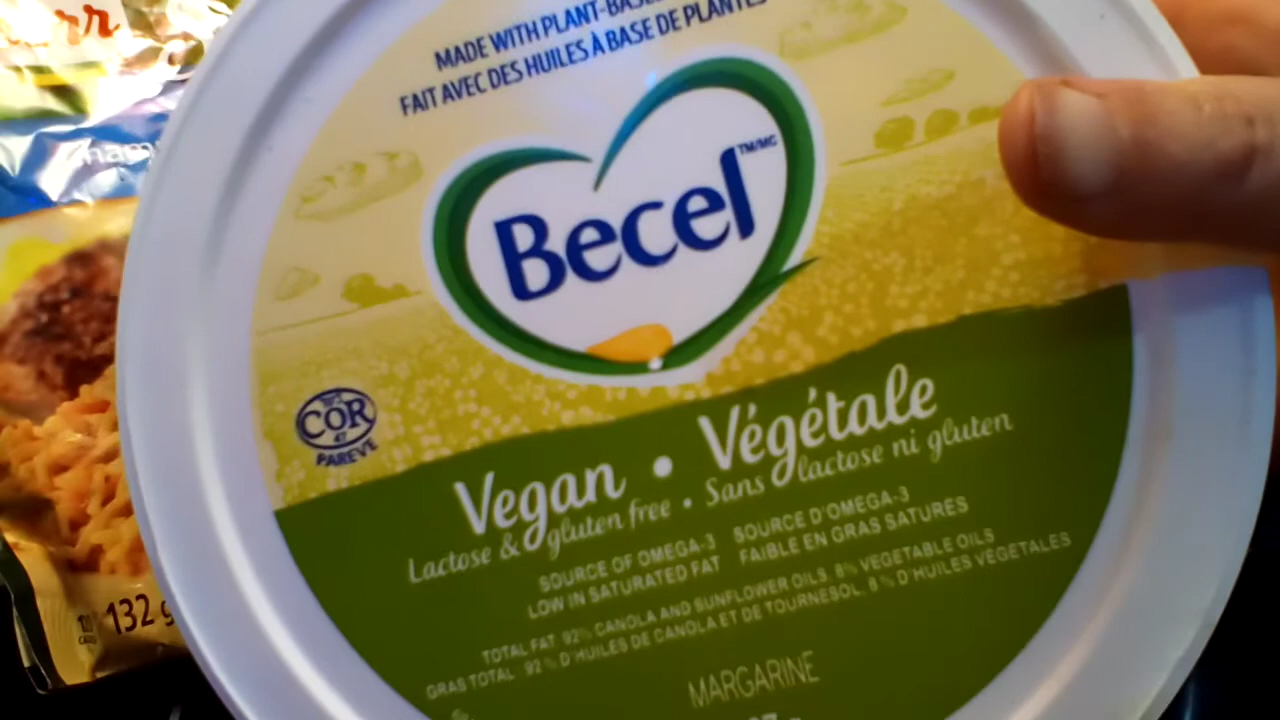 MADE WITH PLANT-BASE
FAIT AVEC DES HUILES À BASE DE PLANTES
Becel TM/MC
COR
47
PAREVE
Vegan • Végétale
Lactose & gluten free • Sans lactose ni gluten
SOURCE OF OMEGA-3 SOURCE D'OMEGA-3
LOW IN SATURATED FAT FAIBLE EN GRAS SATURES
TOTAL FAT 92% CANOLA AND SUNFLOWER OILS, 8% VEGETABLE OILS
GRAS TOTAL 92% D'HUILES DE CANOLA ET DE TOURNESOL, 8% D'HUILES VÉGÉTALES
MARGARINE
132 g